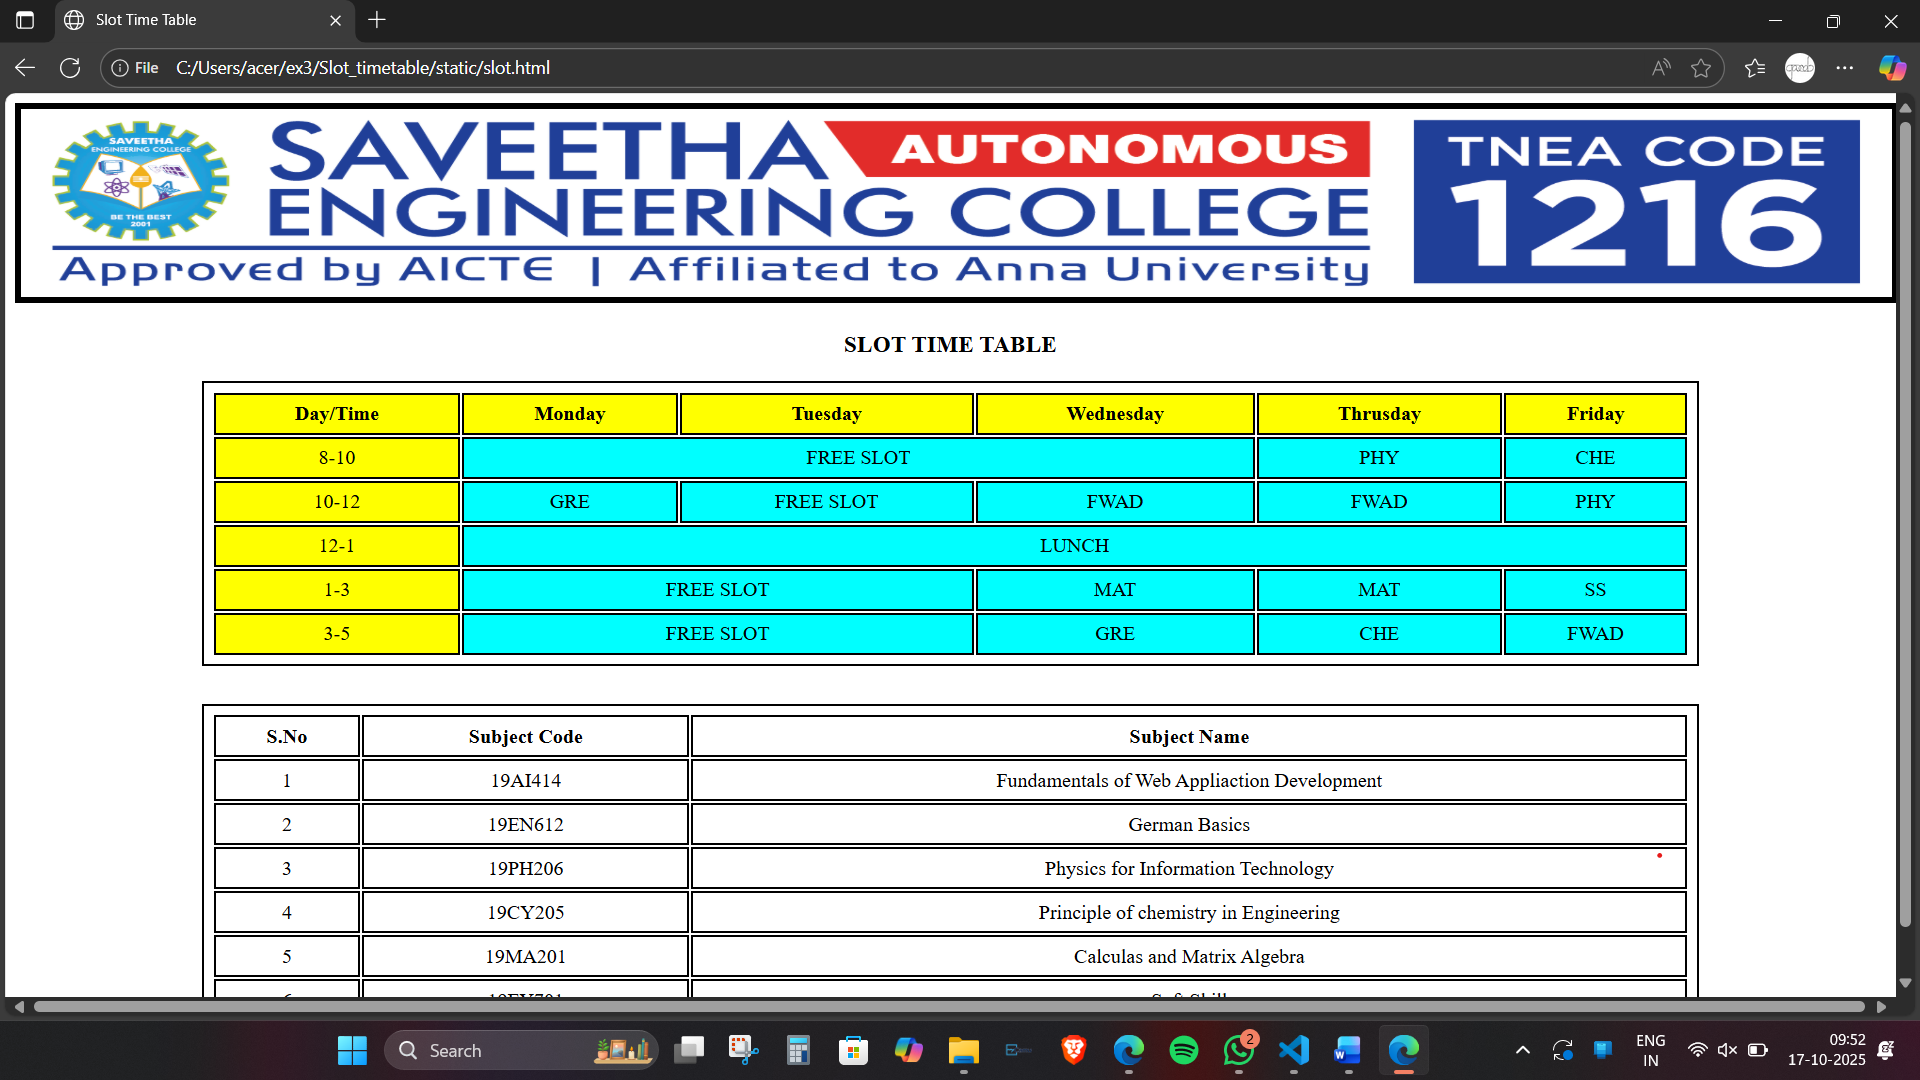 Slot Time Table
File C:/Users/acer/ex3/Slot_timetable/static/slot.html
SAVEETHA
ENGINEERING COLLEGE
BE THE BEST
2001
SAVEETHA AUTONOMOUS
ENGINEERING COLLEGE
Approved by AICTE | Affiliated to Anna University
TNEA CODE
1216
SLOT TIME TABLE
Day/Time Monday Tuesday Wednesday Thrusday Friday
8-10 FREE SLOT PHY CHE
10-12 GRE FREE SLOT FWAD FWAD PHY
12-1 LUNCH
1-3 FREE SLOT MAT MAT SS
3-5 FREE SLOT GRE CHE FWAD
S.No Subject Code Subject Name
1 19AI414 Fundamentals of Web Appliaction Development
2 19EN612 German Basics
3 19PH206 Physics for Information Technology
4 19CY205 Principle of chemistry in Engineering
5 19MA201 Calculas and Matrix Algebra
Search
2
ENG
IN
09:52
17-10-2025